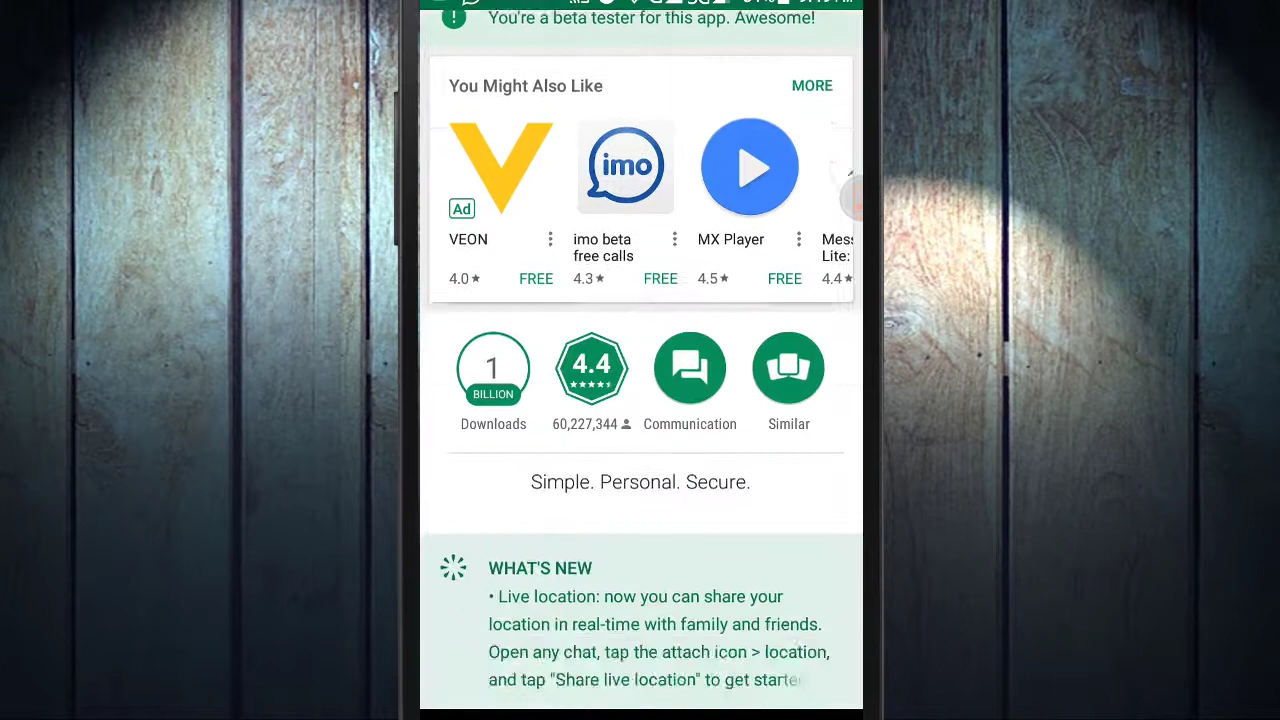 You're a beta tester for this app. Awesome!
You Might Also Like
MORE
imo
Ad
VEON
imo beta
free calls
MX Player
Lite:
4.0★ FREE
4.3★ FREE
4.5★ FREE
4.4★
1
BILLION
4.4
Downloads
60,227,344
Communication
Similar
Simple. Personal. Secure.
WHAT'S NEW
• Live location: now you can share your
location in real-time with family and friends.
Open any chat, tap the attach icon > location,
and tap "Share live location" to get starte